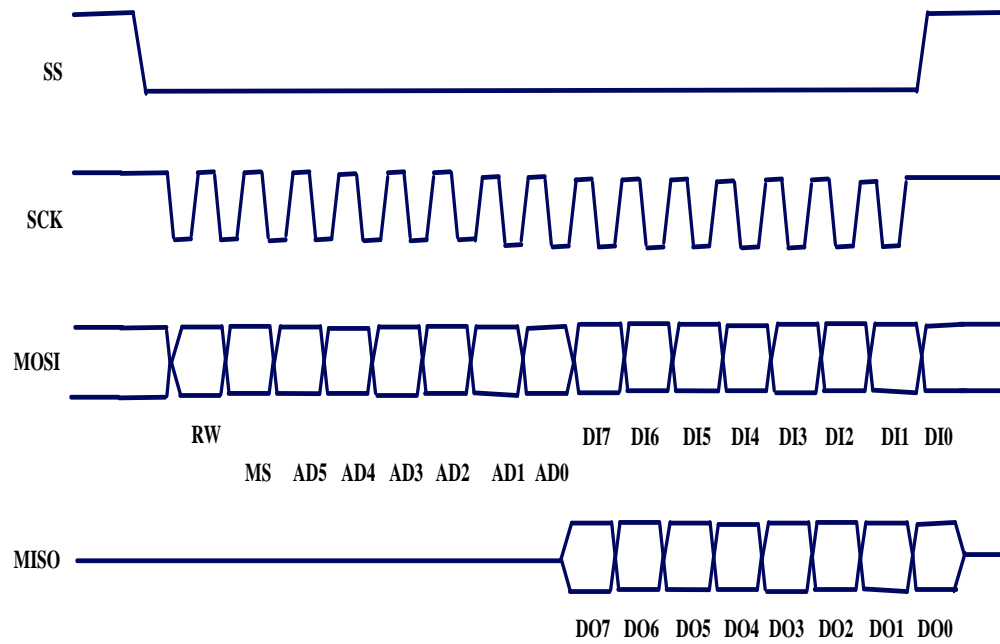 SS
SCK
MOSI
RW DI7 DI6 DI5 DI4 DI3 DI2 DI1 DI0
MS AD5 AD4 AD3 AD2 AD1 AD0
MISO
DO7 DO6 DO5 DO4 DO3 DO2 DO1 DO0